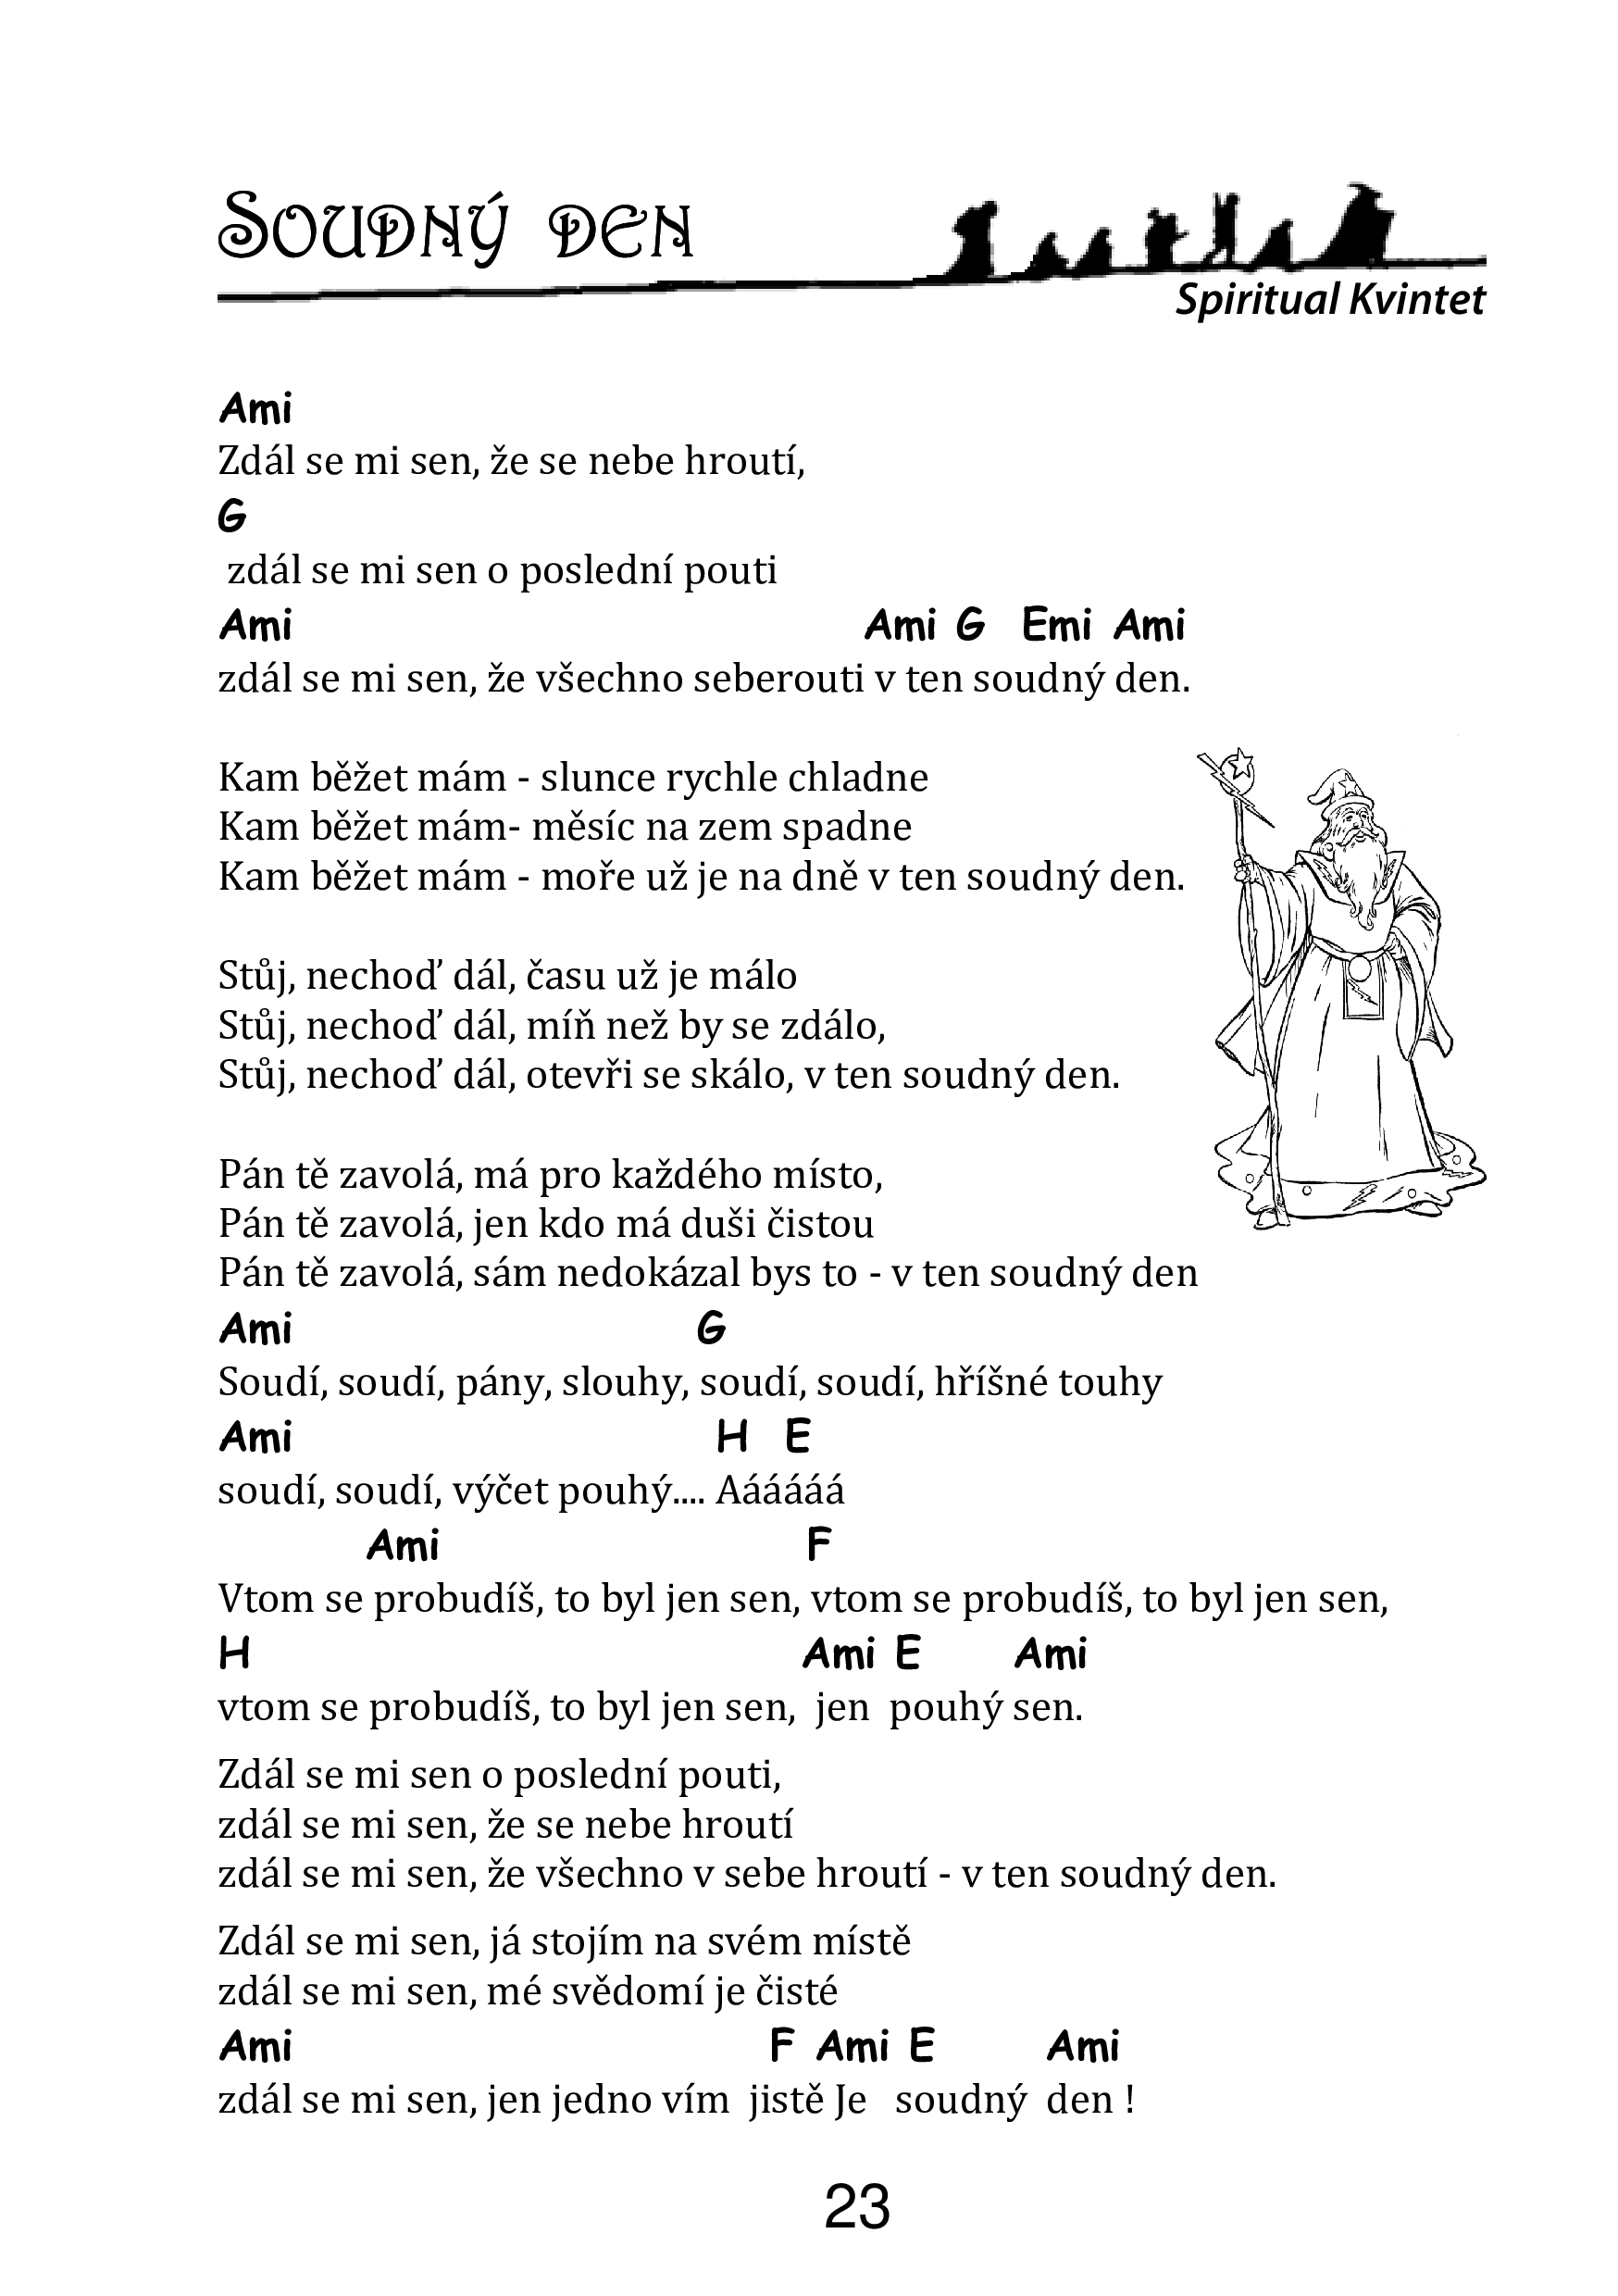 Soudný den
Spiritual Kvintet
Ami
Zdál se mi sen, že se nebe hroutí,
G
zdál se mi sen o poslední pouti
Ami Ami G Emi Ami
zdál se mi sen, že všechno seberouti v ten soudný den.
Kam běžet mám - slunce rychle chladne
Kam běžet mám- měsíc na zem spadne
Kam běžet mám - moře už je na dně v ten soudný den.
Stůj, nechoď dál, času už je málo
Stůj, nechoď dál, míň než by se zdálo,
Stůj, nechoď dál, otevři se skálo, v ten soudný den.
Pán tě zavolá, má pro každého místo,
Pán tě zavolá, jen kdo má duši čistou
Pán tě zavolá, sám nedokázal bys to - v ten soudný den
Ami G
Soudí, soudí, pány, slouhy, soudí, soudí, hříšné touhy
Ami H E
soudí, soudí, výčet pouhý.... Aááááá
Ami F
Vtom se probudíš, to byl jen sen, vtom se probudíš, to byl jen sen,
H Ami E Ami
vtom se probudíš, to byl jen sen, jen pouhý sen.
Zdál se mi sen o poslední pouti,
zdál se mi sen, že se nebe hroutí
zdál se mi sen, že všechno v sebe hroutí - v ten soudný den.
Zdál se mi sen, já stojím na svém místě
zdál se mi sen, mé svědomí je čisté
Ami F Ami E Ami
zdál se mi sen, jen jedno vím jistě Je soudný den !
23